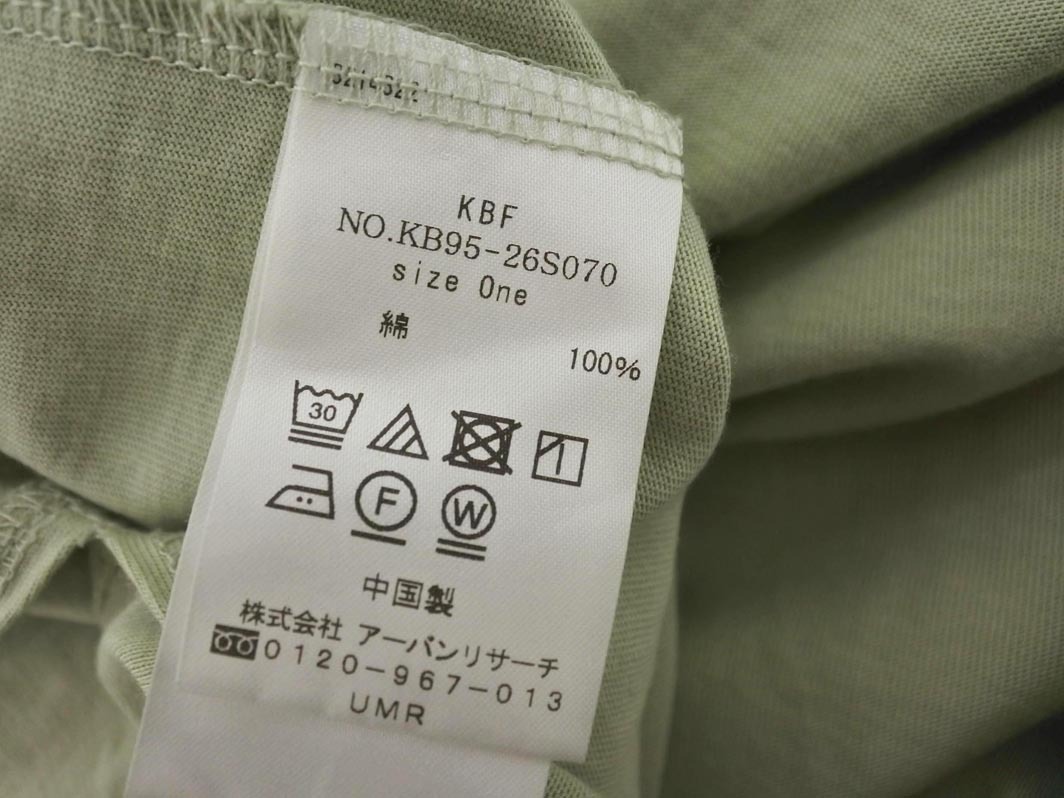 KBF
NO.KB95-26S070
size One
綿
100%
30
F W
中国製
株式会社 アーバンリサーチ
0120-967-013
UMR